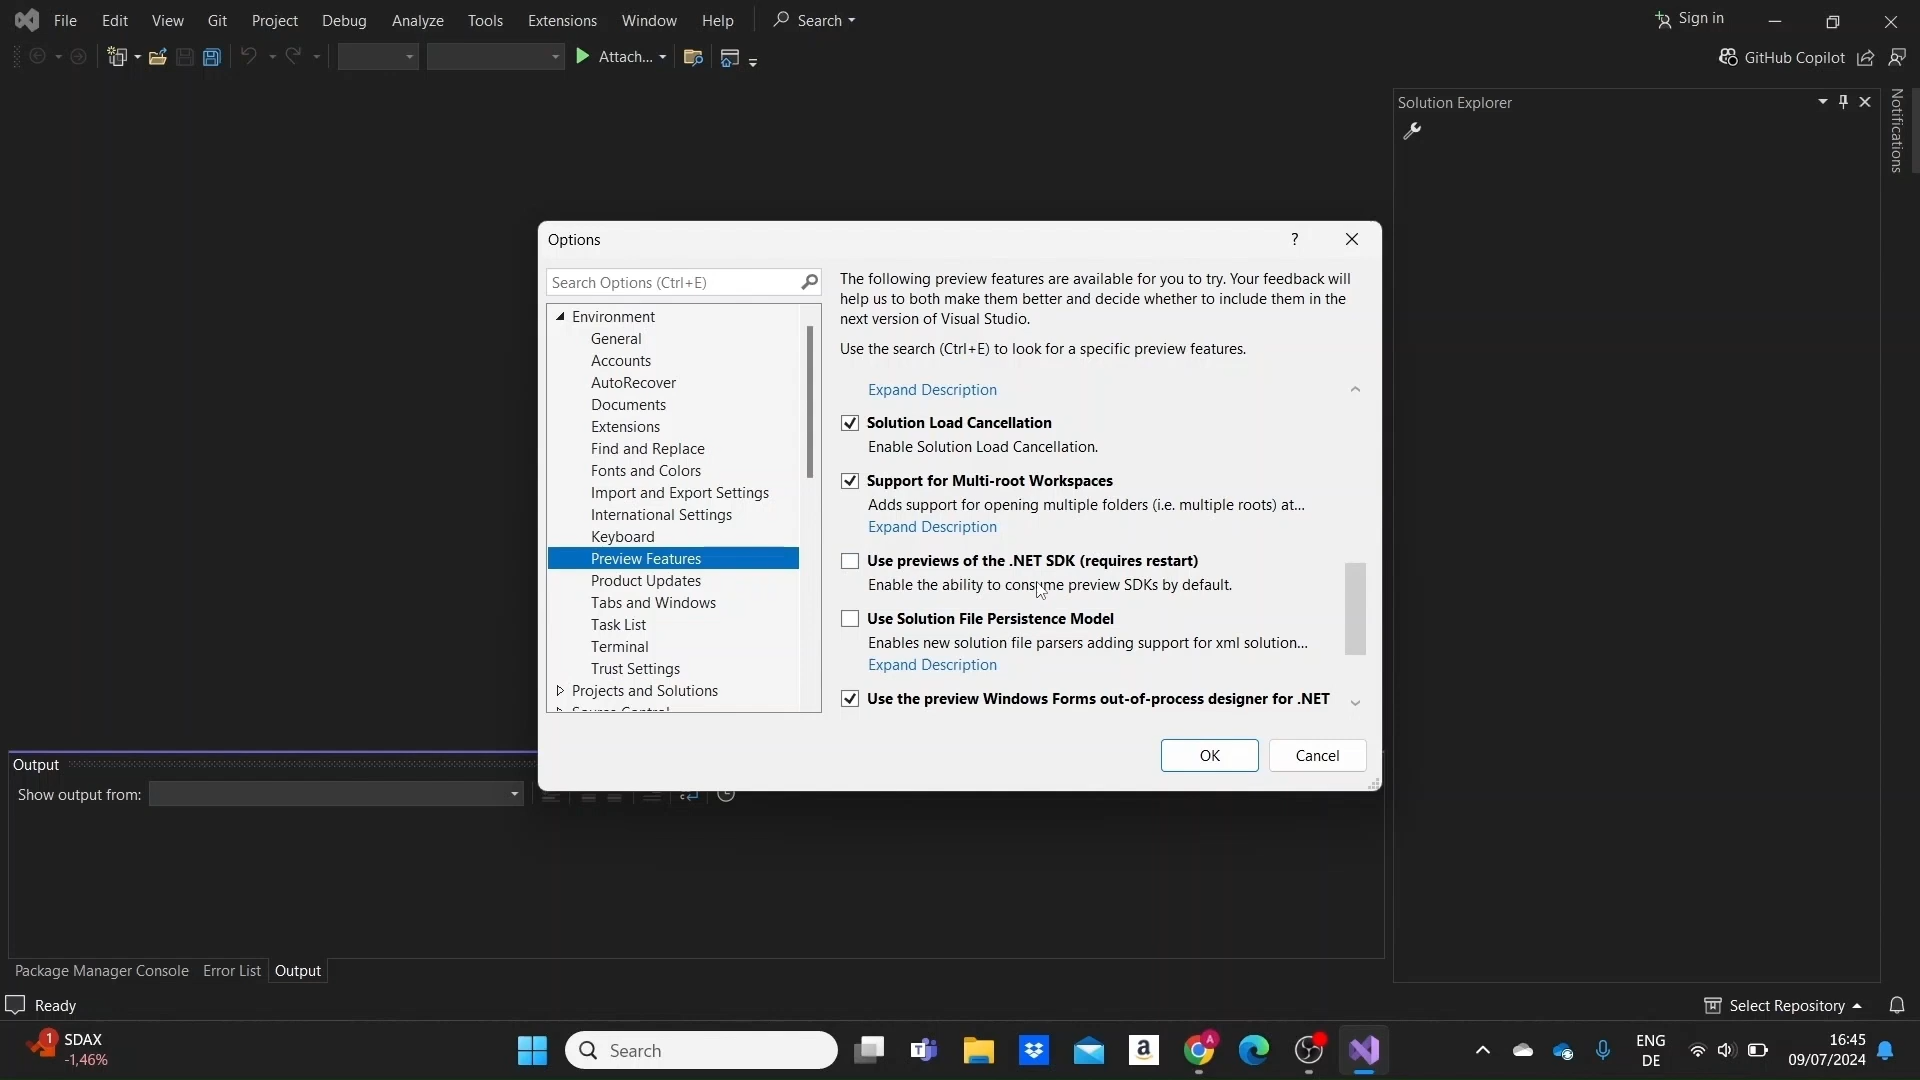 File Edit View Git Project Debug Analyze Tools Extensions Window Help Search Sign in
Attach... GitHub Copilot
Solution Explorer
Notifications
Options ?
Search Options (Ctrl+E)
Environment
General
Accounts
AutoRecover
Documents
Extensions
Find and Replace
Fonts and Colors
Import and Export Settings
International Settings
Keyboard
Preview Features
Product Updates
Tabs and Windows
Task List
Terminal
Trust Settings
Projects and Solutions
Source Control
The following preview features are available for you to try. Your feedback will
help us to both make them better and decide whether to include them in the
next version of Visual Studio.
Use the search (Ctrl+E) to look for a specific preview features.
Expand Description
Solution Load Cancellation
Enable Solution Load Cancellation.
Support for Multi-root Workspaces
Adds support for opening multiple folders (i.e. multiple roots) at...
Expand Description
Use previews of the .NET SDK (requires restart)
Enable the ability to consume preview SDKs by default.
Use Solution File Persistence Model
Enables new solution file parsers adding support for xml solution...
Expand Description
Use the preview Windows Forms out-of-process designer for .NET
OK Cancel
Output
Show output from:
Package Manager Console Error List Output
Ready Select Repository
1 SDAX
-1,46%
Search
T
a
A
ENG
DE
16:45
09/07/2024